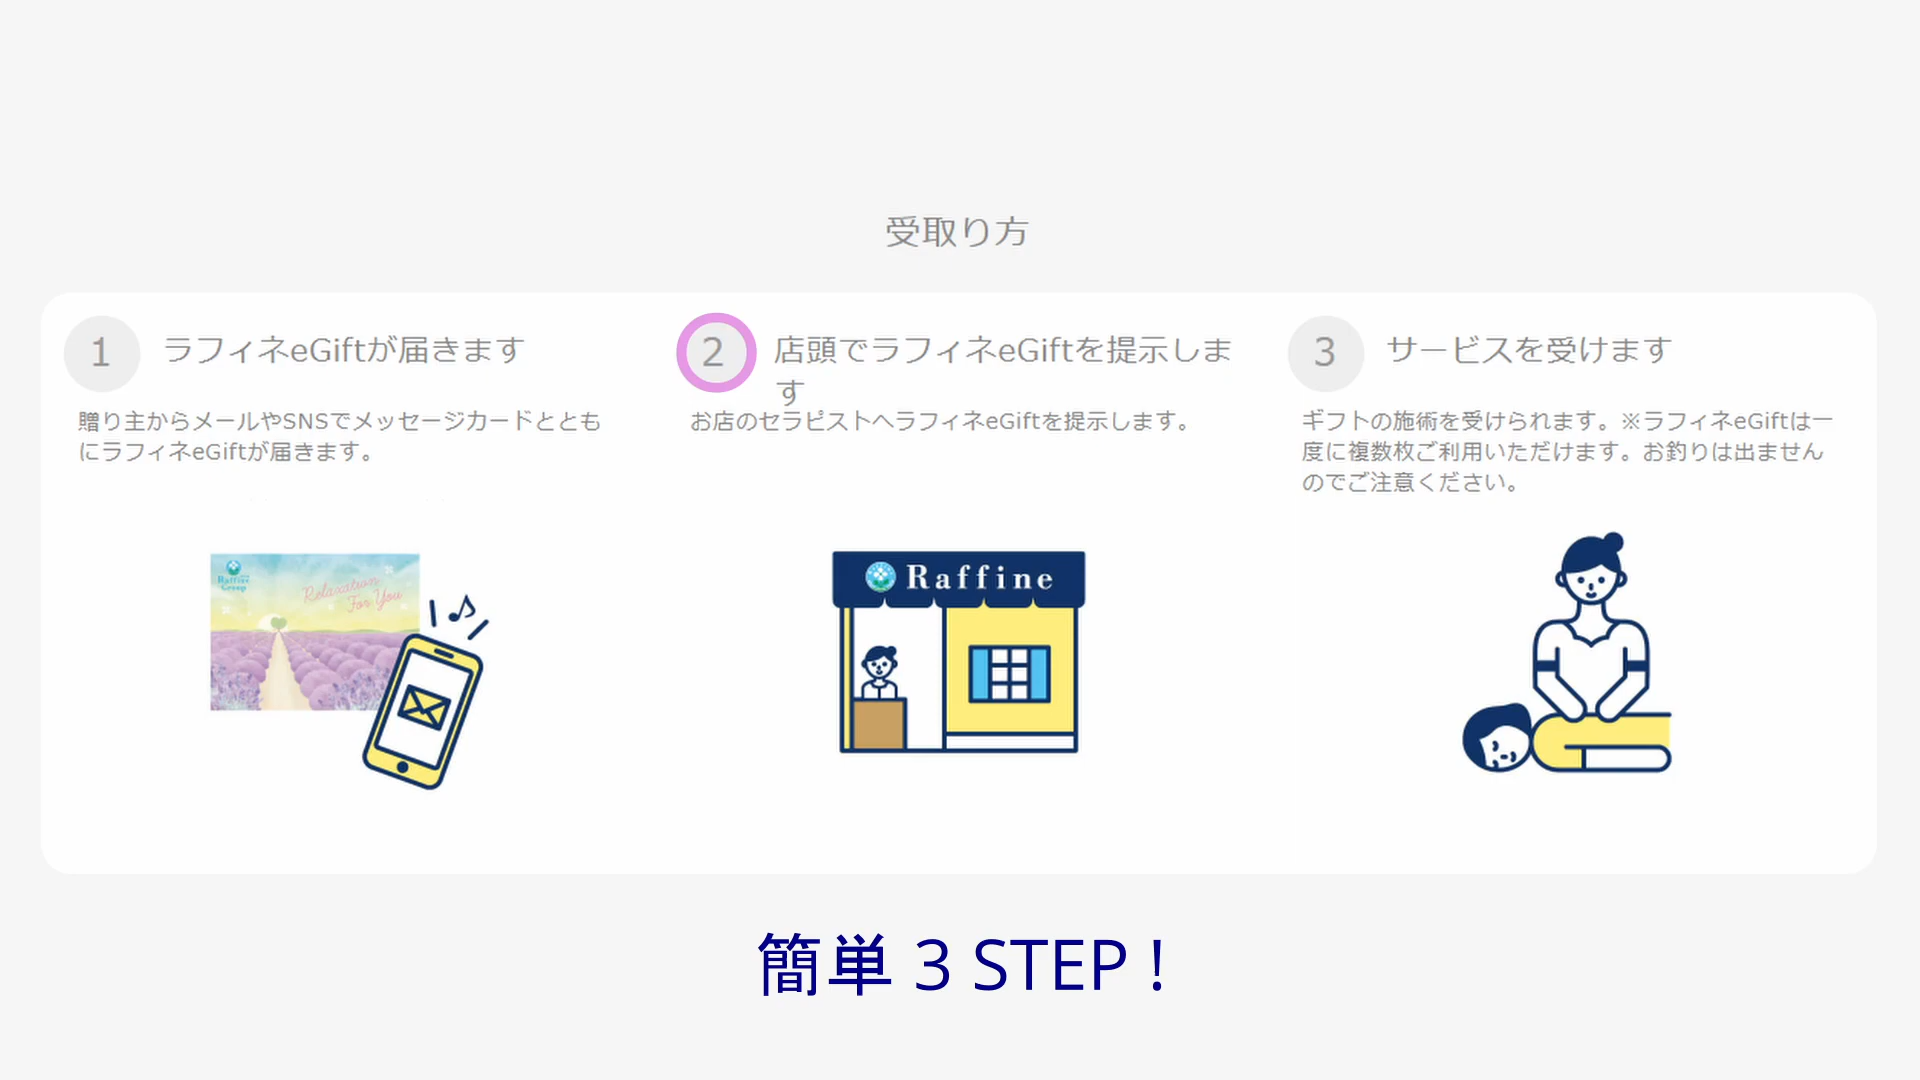 受取り方
1
ラフィネeGiftが届きます
贈り主からメールやSNSでメッセージカードととも
にラフィネeGiftが届きます。
Raffine
Group
Relaxation
For You
2
店頭でラフィネeGiftを提示しま
す
お店のセラピストへラフィネeGiftを提示します。
Raffine
3
サービスを受けます
ギフトの施術を受けられます。※ラフィネeGiftは一
度に複数枚ご利用いただけます。お釣りは出ません
のでご注意ください。
簡単 3 STEP !